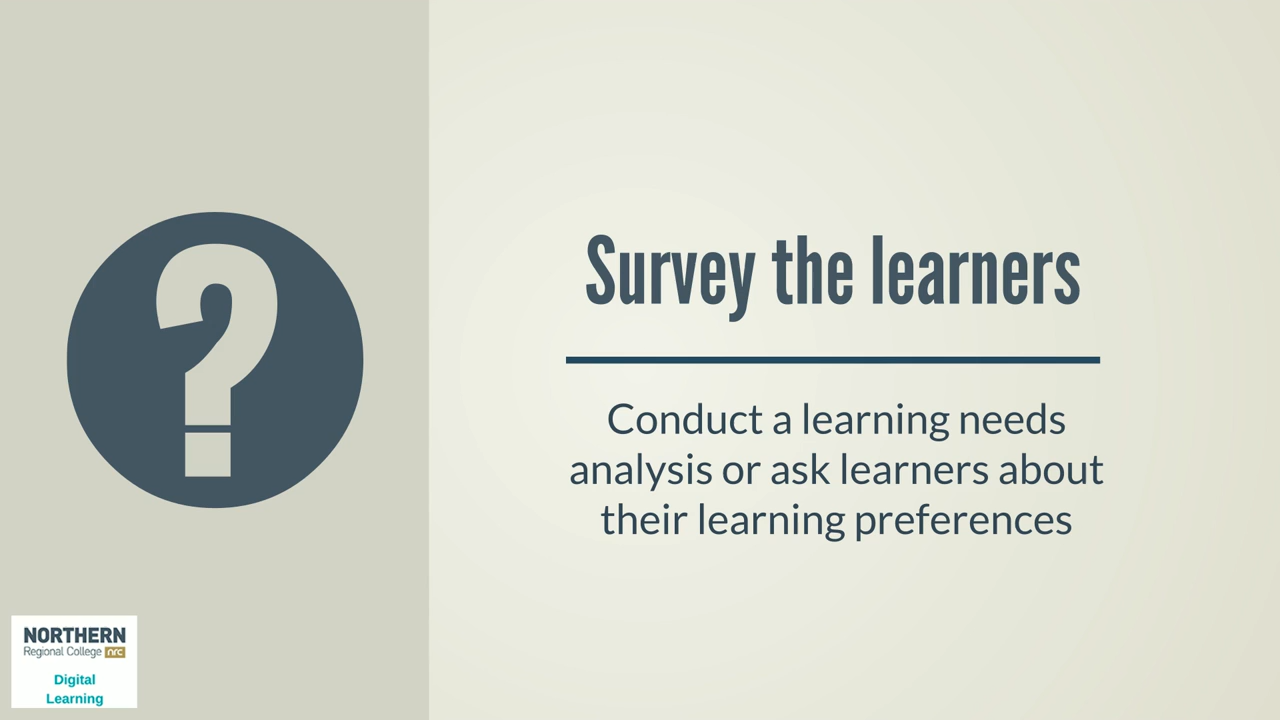 Survey the learners
Conduct a learning needs
analysis or ask learners about
their learning preferences
NORTHERN
Regional College nrc
Digital
Learning